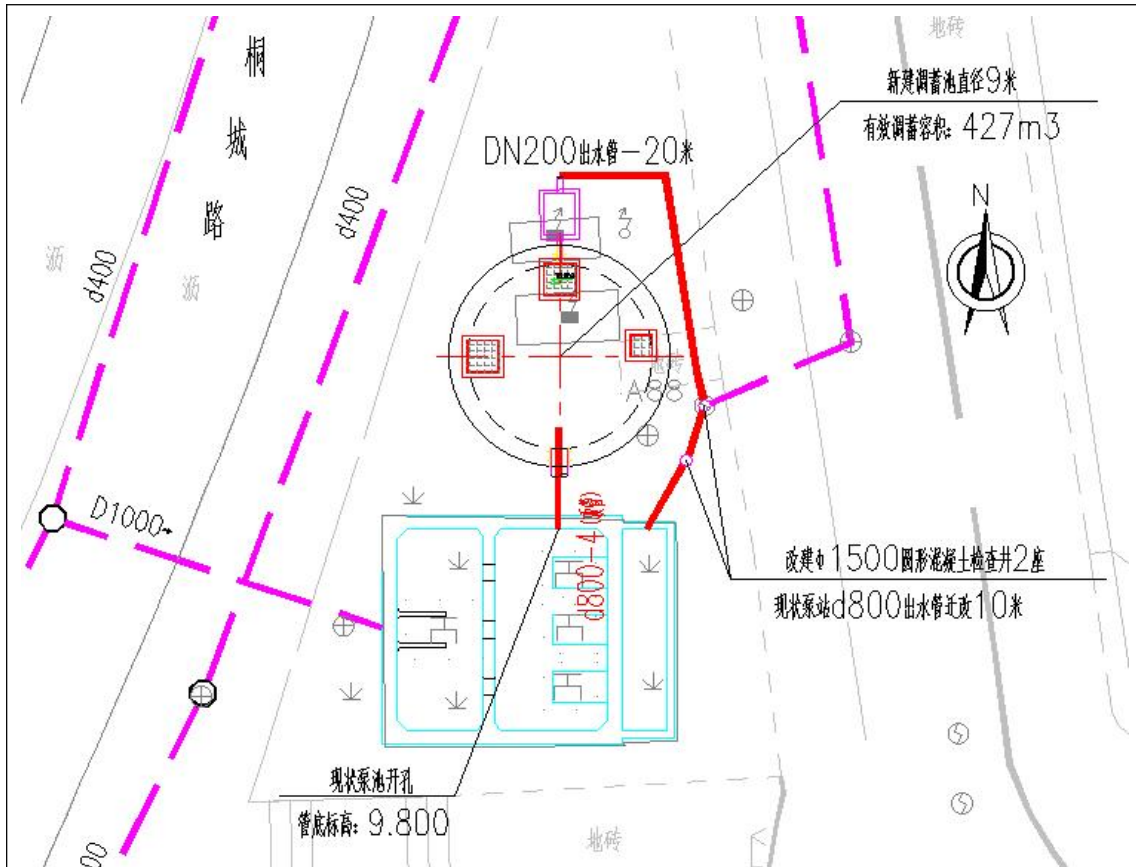 桐
城
路
地砖
新建调蓄池直径9米
有效调蓄容积：427m3
DN200出水管-20米
N
d400
d400
沥
沥
地砖
A88
D1000
改建Φ1500圆形混凝土检查井2座
现状泵站d800出水管迁改10米
现状泵池开孔
管底标高：9.800
地砖
00